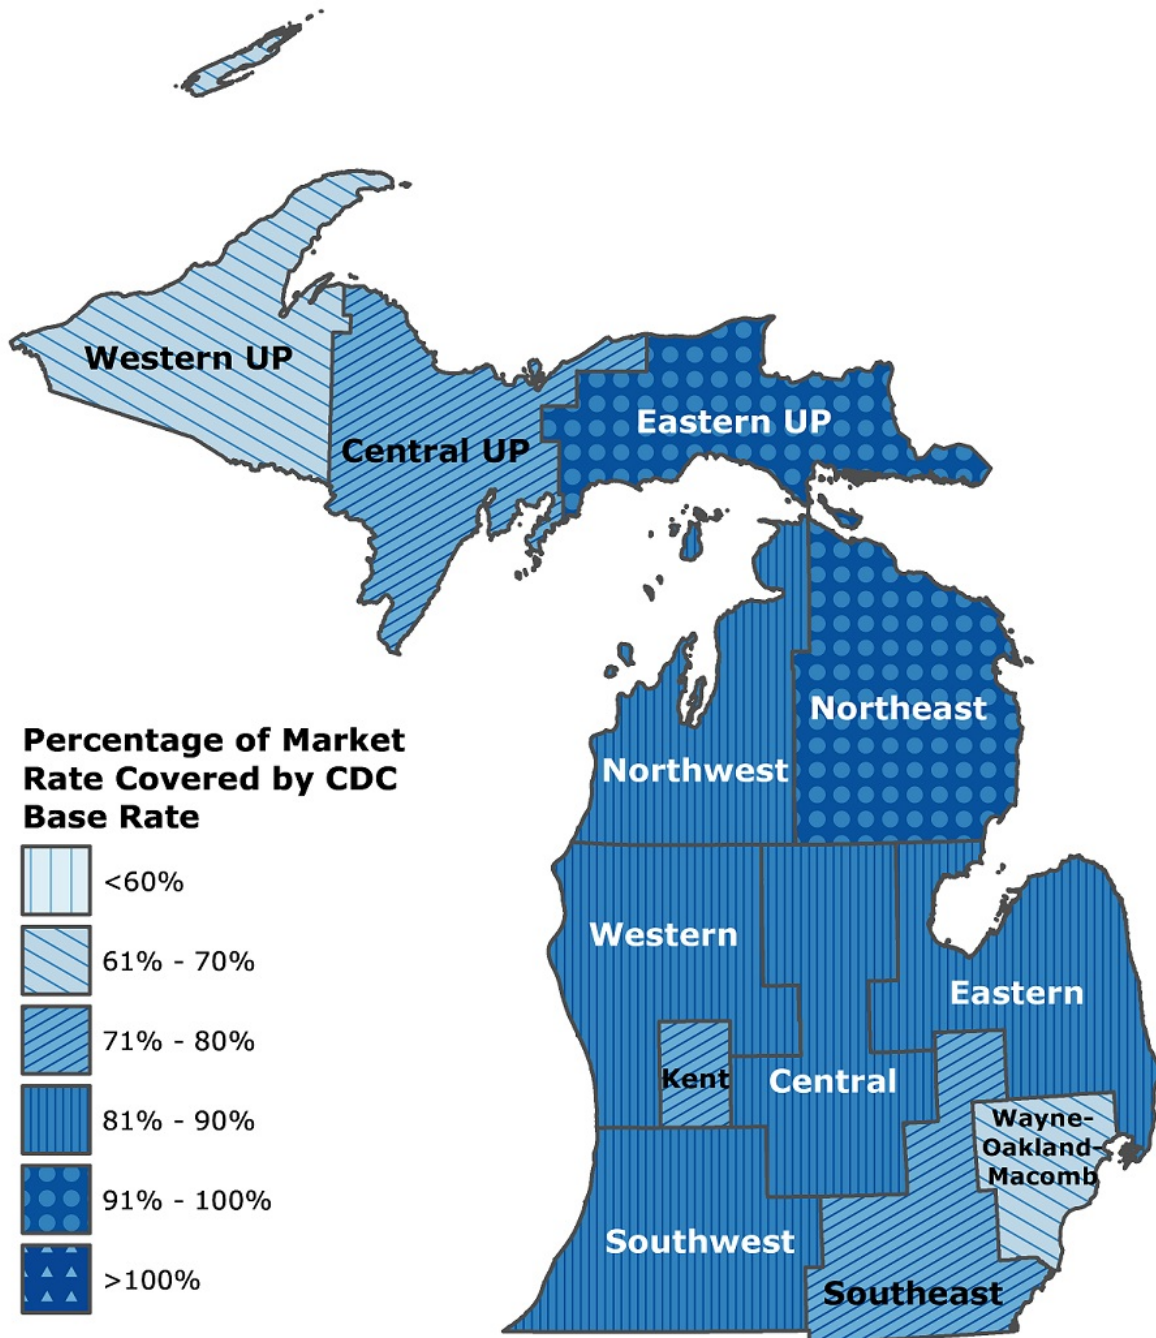 Western UP
Eastern UP
Central UP
Northeast
Northwest
Western
Eastern
Kent
Central
Wayne-
Oakland-
Macomb
Southwest
Southeast
Percentage of Market
Rate Covered by CDC
Base Rate
<60%
61% - 70%
71% - 80%
81% - 90%
91% - 100%
>100%